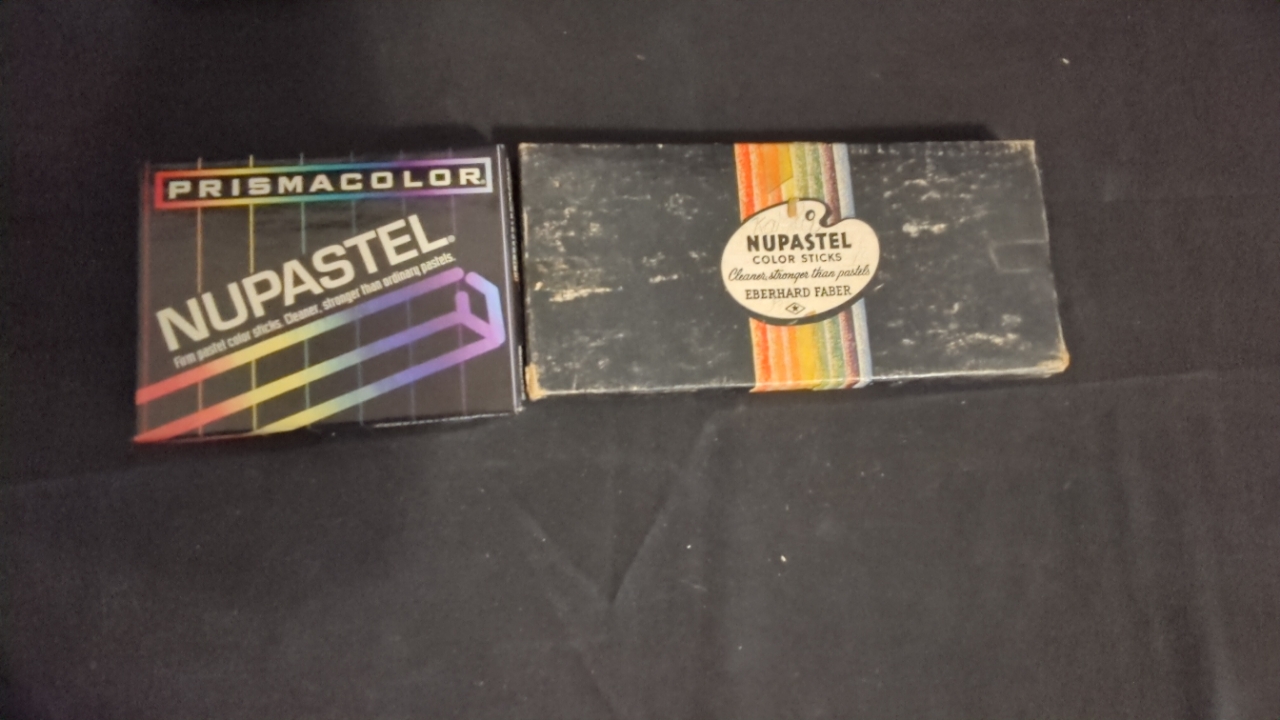 PRISMACOLOR
NUPASTEL®
Firm pastel color sticks. Cleaner, stronger than ordinary pastels.
NUPASTEL
COLOR STICKS
Cleaner, stronger than pastels
EBERHARD FABER